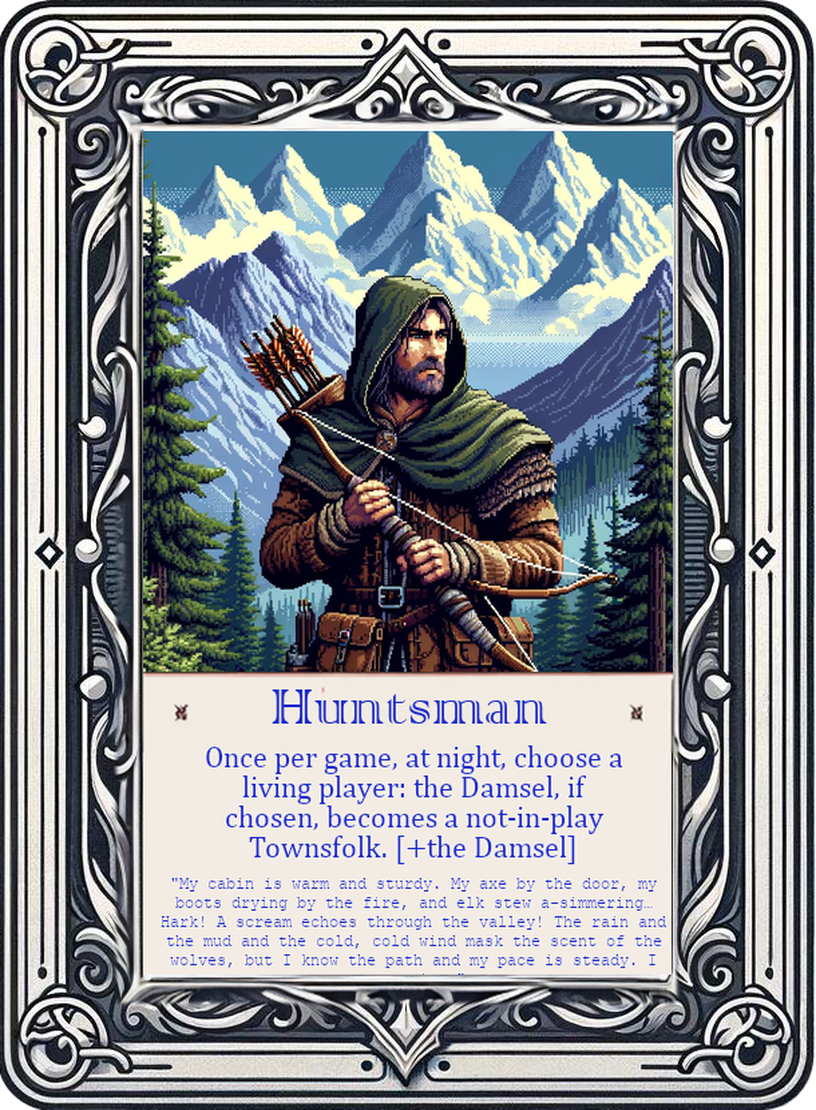 Huntsman
Once per game, at night, choose a
living player: the Damsel, if
chosen, becomes a not-in-play
Townsfolk. [+the Damsel]
"My cabin is warm and sturdy. My axe by the door, my
boots drying by the fire, and elk stew a-simmering…
Hark! A scream echoes through the valley! The rain and
the mud and the cold, cold wind mask the scent of the
wolves, but I know the path and my pace is steady. I